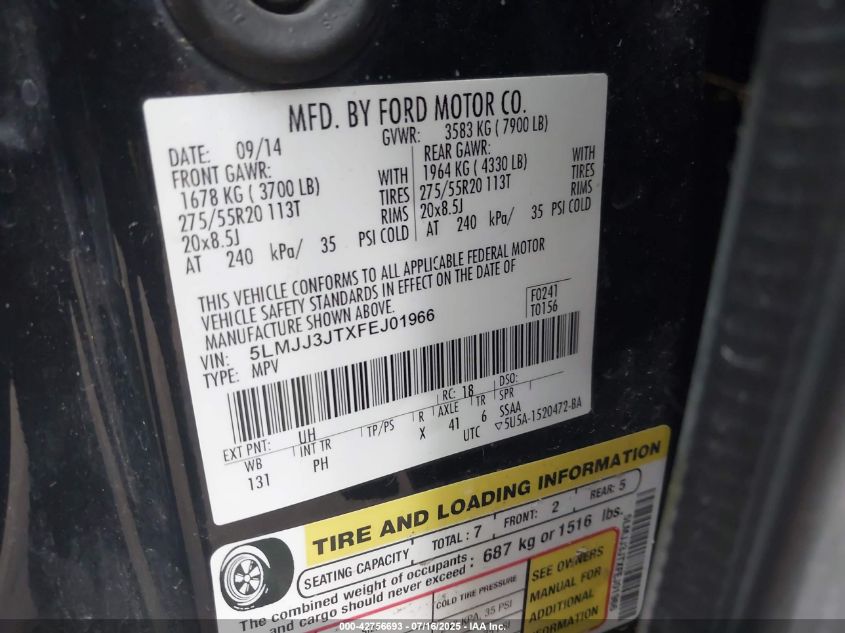 MFD. BY FORD MOTOR CO.
DATE: 09/14 GVWR: 3583 KG ( 7900 LB)
FRONT GAWR: REAR GAWR:
1678 KG ( 3700 LB) WITH 1964 KG ( 4330 LB) WITH
275/55R20 113T TIRES 275/55R20 113T TIRES
20x8.5J RIMS 20x8.5J RIMS
AT 240 kPa/ 35 PSI COLD AT 240 kPa/ 35 PSI COLD
THIS VEHICLE CONFORMS TO ALL APPLICABLE FEDERAL MOTOR
VEHICLE SAFETY STANDARDS IN EFFECT ON THE DATE OF
MANUFACTURE SHOWN ABOVE.
F0241
T0156
VIN: 5LMJJ3JTXFEJ01966
TYPE: MPV
EXT PNT: UH RC: 18 DSO:
WB INT TR TP/PS R AXLE TR SPR
131 PH X 41 6 SSAA
UTC ▽5U5A-1520472-BA
TIRE AND LOADING INFORMATION
SEATING CAPACITY TOTAL : 7 FRONT: 2 REAR: 5
The combined weight of occupants
and cargo should never exceed : 687 kg or 1516 lbs.
COLD TIRE PRESSURE
35 PSI
SEE OWNERS
MANUAL FOR
ADDITIONAL
000-42756693 - 07/16/2025 - IAA Inc.